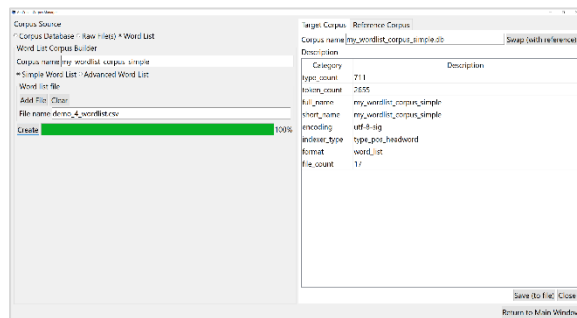 Corpus Source
Corpus Database Raw File(s) Word List
Word List Corpus Builder
Corpus name my_wordlist_corpus_simple
Simple Word List Advanced Word List
Word list file
Add File Clear
File name demo_4_wordlist.csv
Create 100%
Target Corpus Reference Corpus
Corpus name my_wordlist_corpus_simple.db Swap (with reference)
Description
Category Description
type_count 711
token_count 2655
full_name my_wordlist_corpus_simple
short_name my_wordlist_corpus_simple
encoding utf-8-sig
indexer_type type_pos_headword
format word_list
file_count 17
Save (to file) Close
Return to Main Window